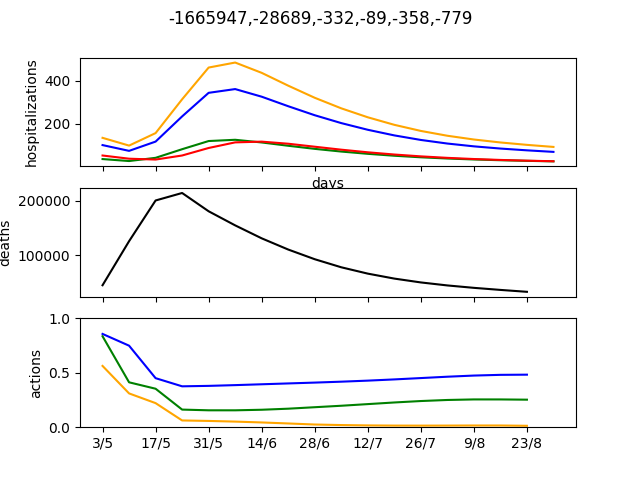 -1665947,-28689,-332,-89,-358,-779
hospitalizations
400
200
days
deaths
200000
100000
actions
1.0
0.5
0.0
3/5 17/5 31/5 14/6 28/6 12/7 26/7 9/8 23/8